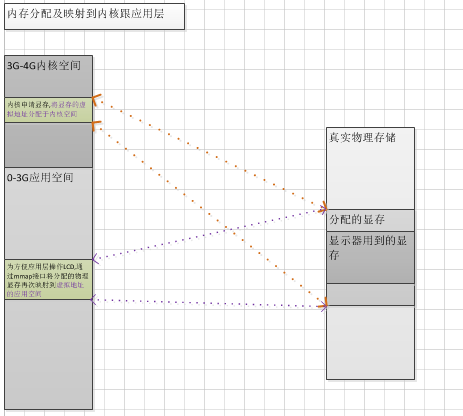 内存分配及映射到内核跟应用层
3G-4G内核空间
内核申请显存,将显存的虚
拟地址分配于内核空间
0-3G应用空间
为方便应用层操作LCD,通
过mmap接口将分配的物理
显存再次映射到虚拟地址
的应用空间
真实物理存储
分配的显存
显示器用到的显
存